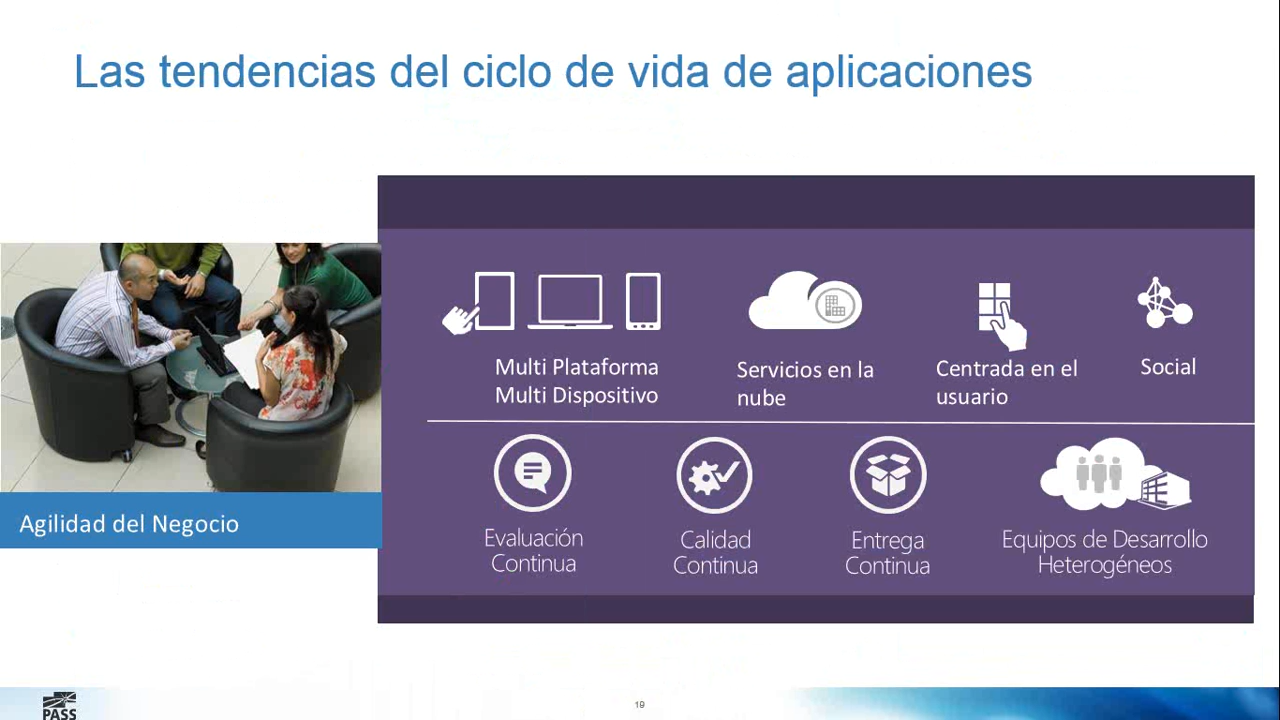 Las tendencias del ciclo de vida de aplicaciones
Multi Plataforma
Multi Dispositivo
Servicios en la
nube
Centrada en el
usuario
Social
Agilidad del Negocio
Evaluación
Continua
Calidad
Continua
Entrega
Continua
Equipos de Desarrollo
Heterogéneos
PASS
19